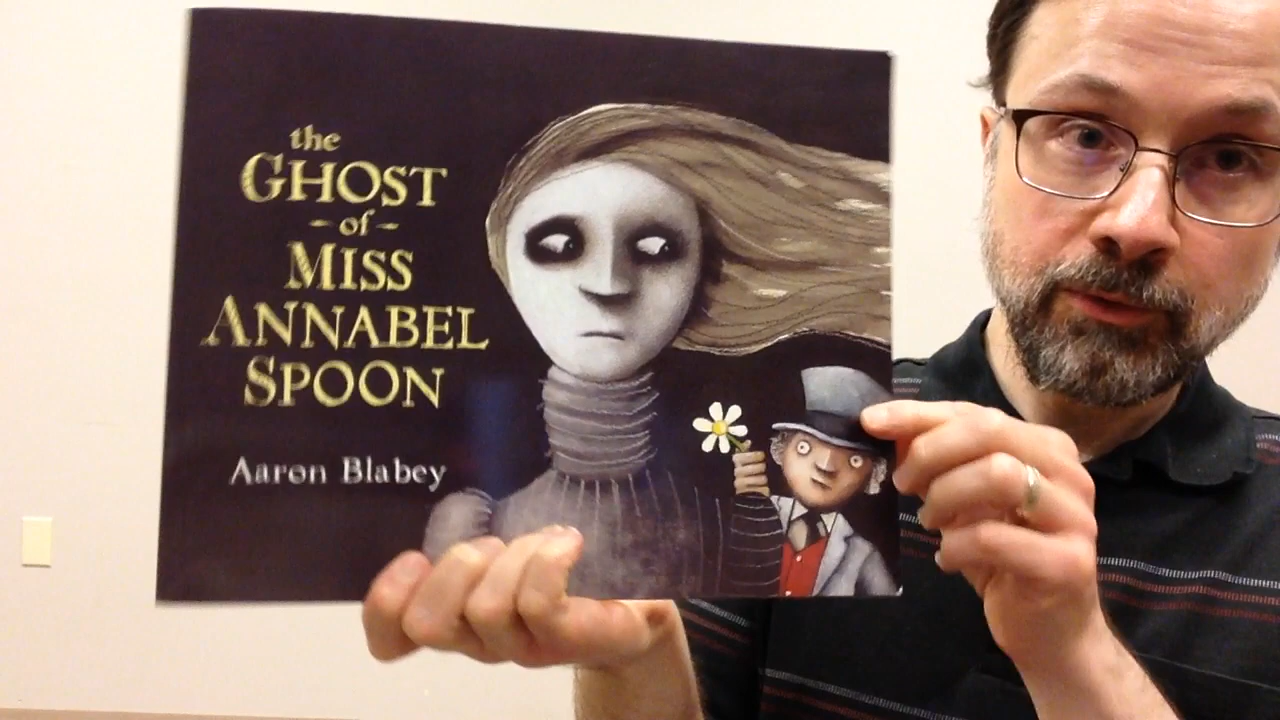 the
GHOST
- of -
MISS
ANNABEL
SPOON
Aaron Blabey